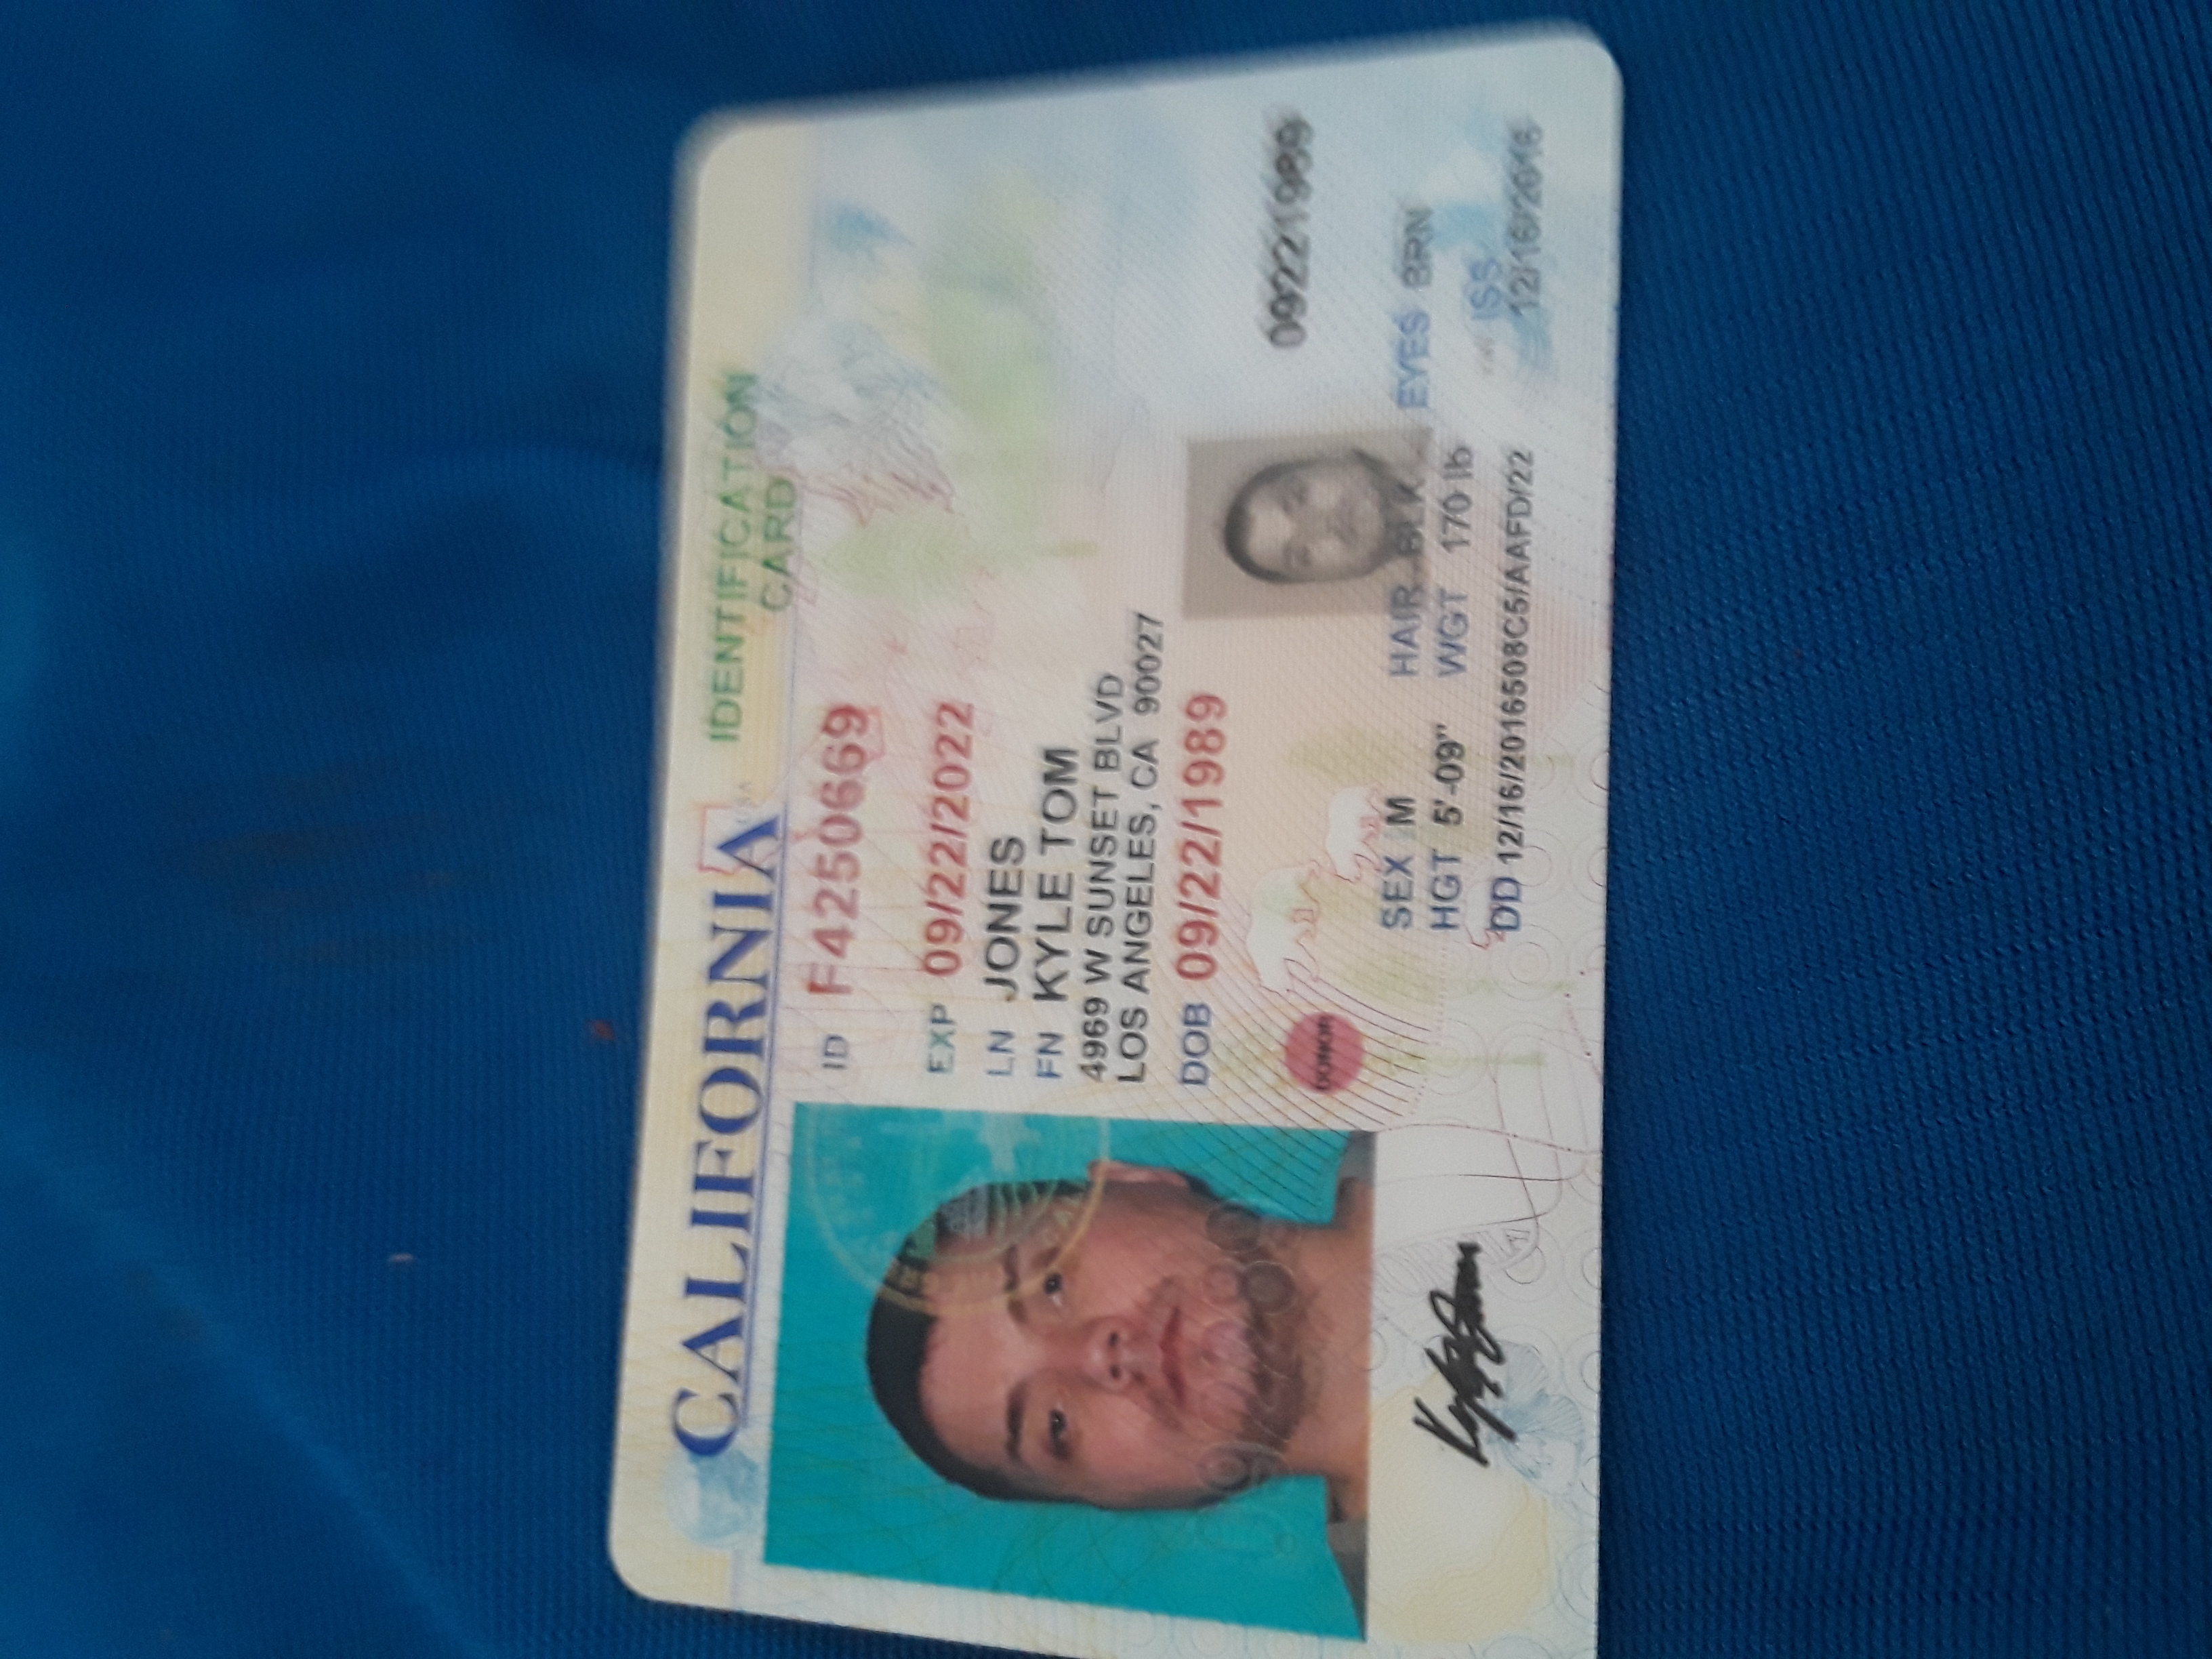 CALIFORNIA
USA
IDENTIFICATION
CARD
ID F4250669
EXP 09/22/2022
LN JONES
FN KYLE TOM
4969 W SUNSET BLVD
LOS ANGELES, CA 90027
DOB 09/22/1989
09221989
DONOR
SEX M HAIR BLK EYES BRN
HGT 5'-09" WGT 170 lb
ISS
DD 12/16/2016508C5/AAFD/22 12/16/2016